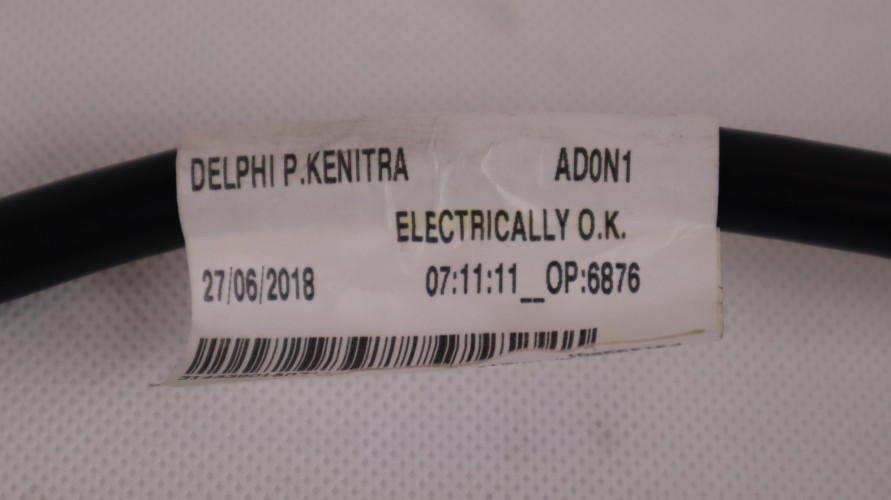 DELPHI P.KENITRA AD0N1
ELECTRICALLY O.K.
27/06/2018 07:11:11__OP:6876